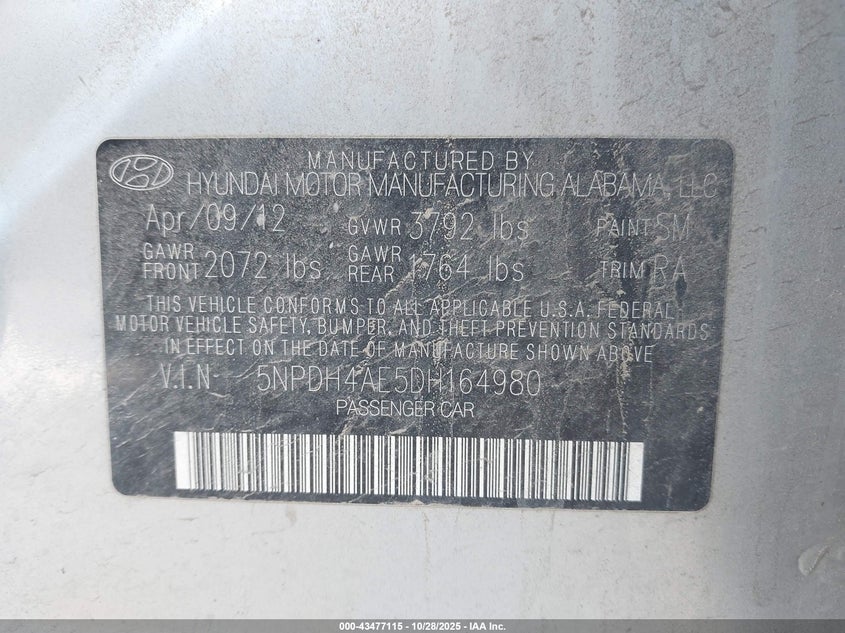 MANUFACTURED BY
HYUNDAI MOTOR MANUFACTURING ALABAMA, LLC
Apr/09/12 GVWR 3792 lbs PAINT SM
GAWR FRONT 2072 lbs GAWR REAR 1764 lbs TRIM RA
THIS VEHICLE CONFORMS TO ALL APPLICABLE U.S.A. FEDERAL
MOTOR VEHICLE SAFETY, BUMPER, AND THEFT PREVENTION STANDARDS
IN EFFECT ON THE DATE OF MANUFACTURE SHOWN ABOVE
V.I.N 5NPDH4AE5DH164980
PASSENGER CAR
000-43477115 - 10/28/2025 - IAA Inc.